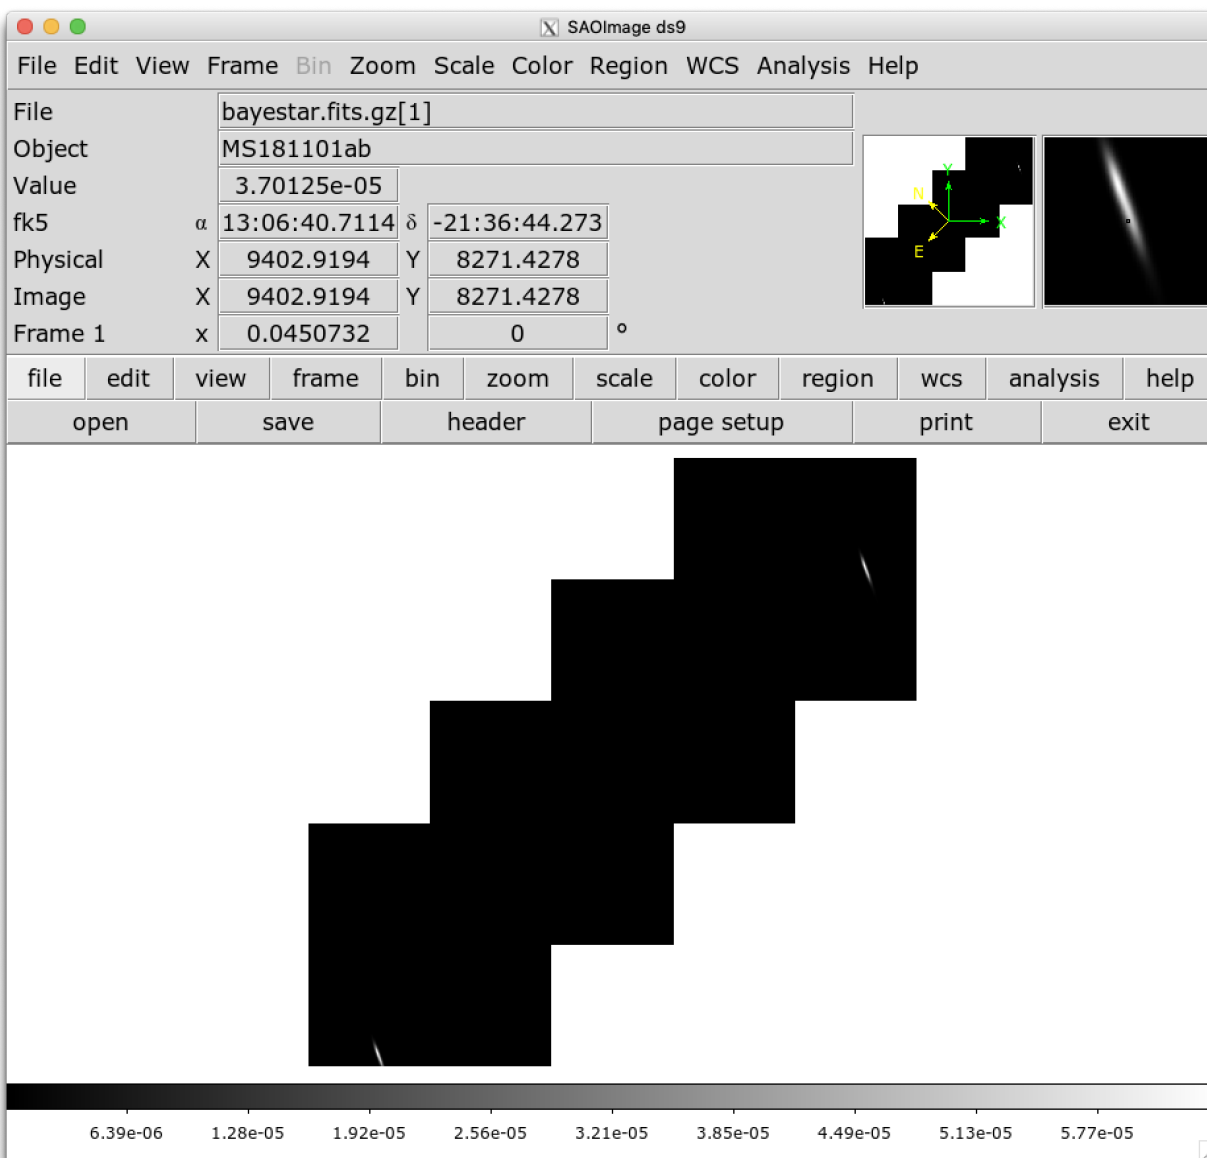 SAOImage ds9
File Edit View Frame Bin Zoom Scale Color Region WCS Analysis Help
File bayestar.fits.gz[1]
Object MS181101ab
Value 3.70125e-05
fk5 α 13:06:40.7114 δ -21:36:44.273
Physical X 9402.9194 Y 8271.4278
Image X 9402.9194 Y 8271.4278
Frame 1 x 0.0450732 0 °
Y
N
X
E
file edit view frame bin zoom scale color region wcs analysis help
open save header page setup print exit
6.39e-06 1.28e-05 1.92e-05 2.56e-05 3.21e-05 3.85e-05 4.49e-05 5.13e-05 5.77e-05